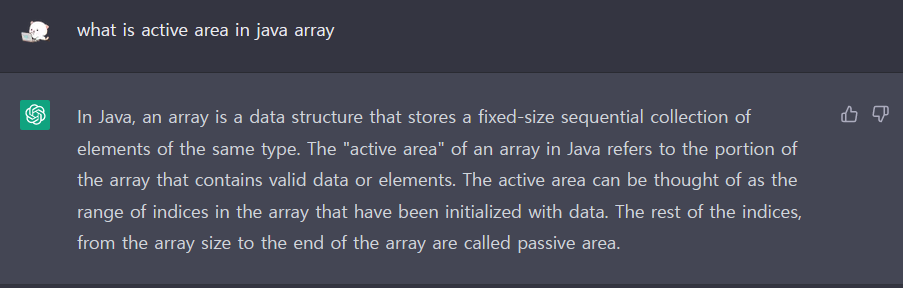 what is active area in java array
In Java, an array is a data structure that stores a fixed-size sequential collection of
elements of the same type. The "active area" of an array in Java refers to the portion of
the array that contains valid data or elements. The active area can be thought of as the
range of indices in the array that have been initialized with data. The rest of the indices,
from the array size to the end of the array are called passive area.